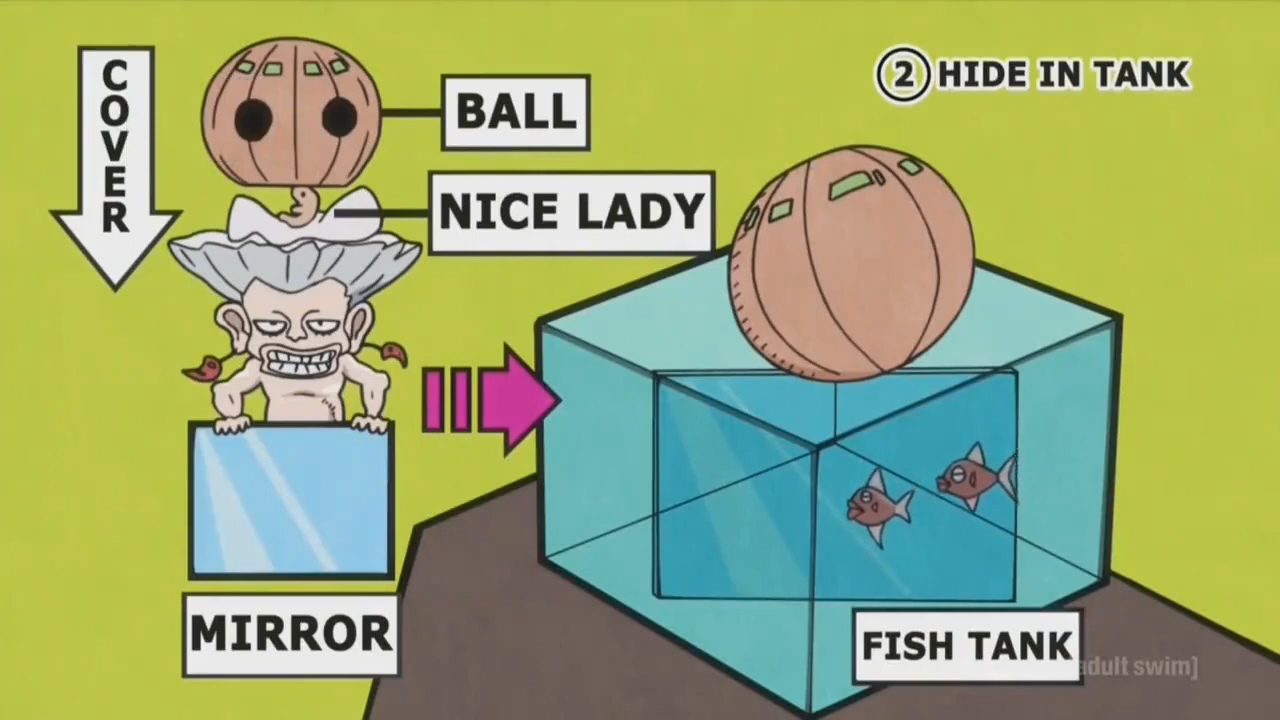 COVER
BALL
② HIDE IN TANK
NICE LADY
MIRROR
FISH TANK
adult swim]